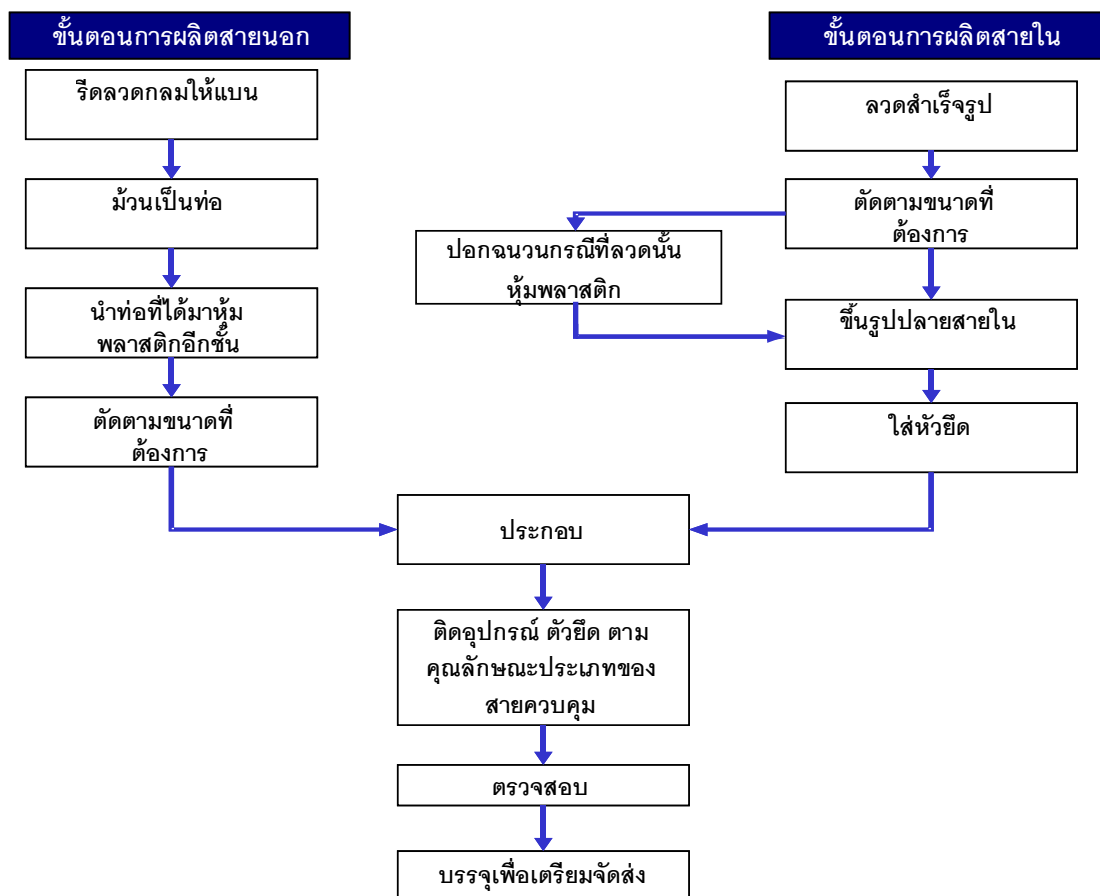 ขั้นตอนการผลิตสายนอก
รีดลวดกลมให้แบน
ม้วนเป็นท่อ
นำท่อที่ได้มาหุ้ม
พลาสติกอีกชั้น
ตัดตามขนาดที่
ต้องการ
ขั้นตอนการผลิตสายใน
ลวดสำเร็จรูป
ตัดตามขนาดที่
ต้องการ
ปอกฉนวนกรณีที่ลวดนั้น
หุ้มพลาสติก
ขึ้นรูปปลายสายใน
ใส่หัวยึด
ประกอบ
ติดอุปกรณ์ ตัวยึด ตาม
คุณลักษณะประเภทของ
สายควบคุม
ตรวจสอบ
บรรจุเพื่อเตรียมจัดส่ง